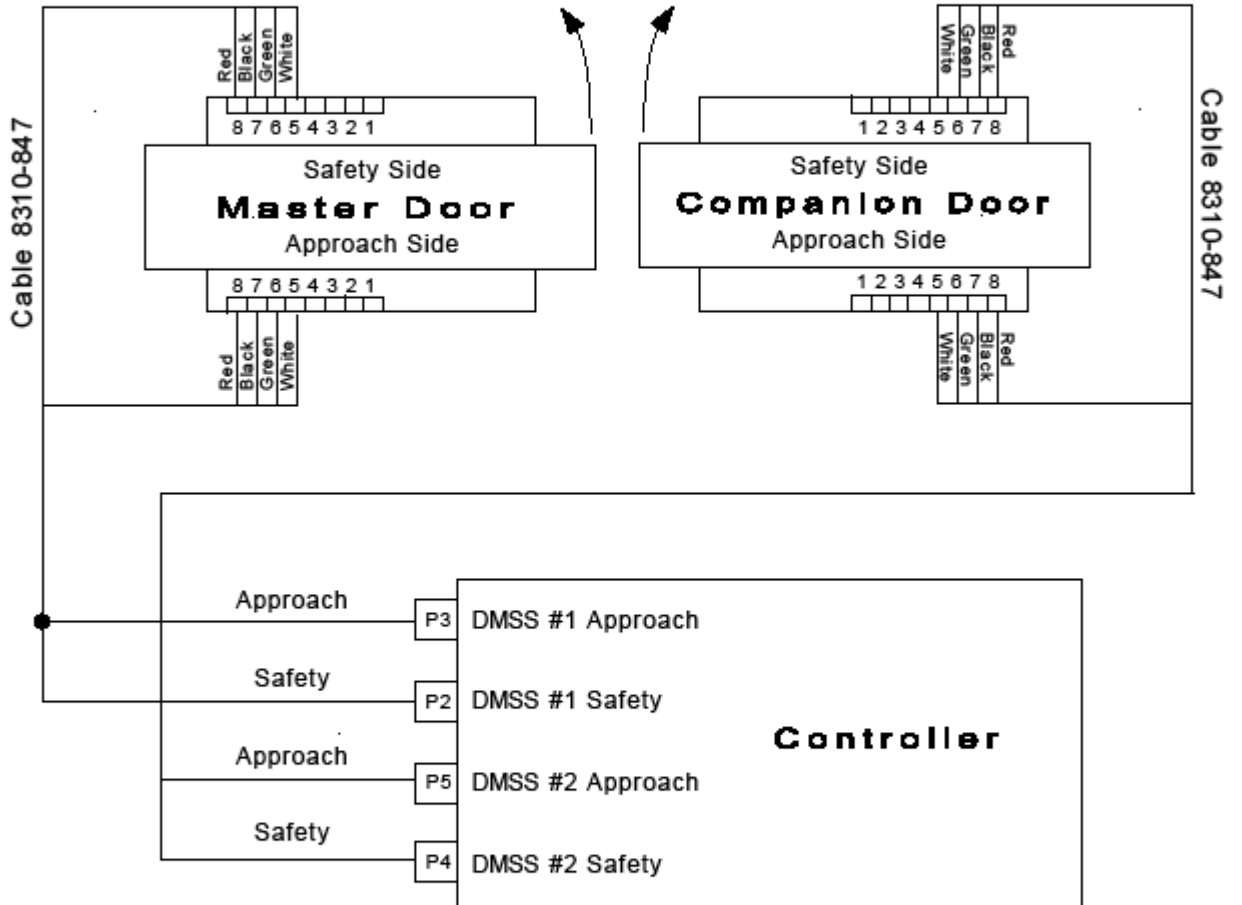 Red Black Green White
White Green Black Red
8 7 6 5 4 3 2 1
1 2 3 4 5 6 7 8
Cable 8310-847
Cable 8310-847
Safety Side
Master Door
Approach Side
Safety Side
Companion Door
Approach Side
8 7 6 5 4 3 2 1
1 2 3 4 5 6 7 8
Red Black Green White
White Green Black Red
Approach
P3 DMSS #1 Approach
Safety
P2 DMSS #1 Safety
Controller
Approach
P5 DMSS #2 Approach
Safety
P4 DMSS #2 Safety